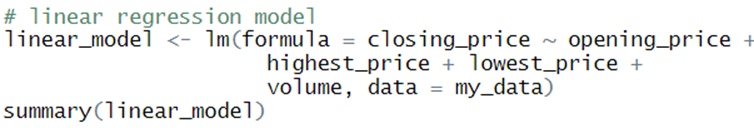 # linear regression model
linear_model <- lm(formula = closing_price ~ opening_price +
highest_price + lowest_price +
volume, data = my_data)
summary(linear_model)